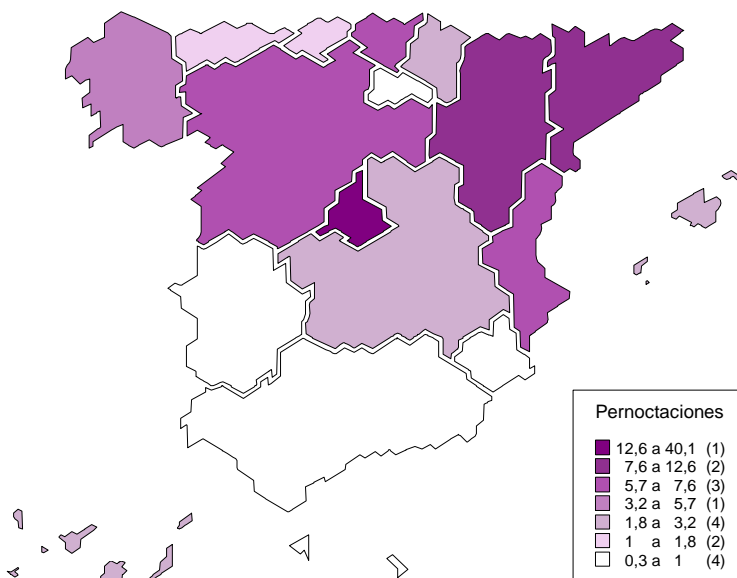 Pernoctaciones
12,6 a 40,1 (1)
7,6 a 12,6 (2)
5,7 a 7,6 (3)
3,2 a 5,7 (1)
1,8 a 3,2 (4)
1 a 1,8 (2)
0,3 a 1 (4)